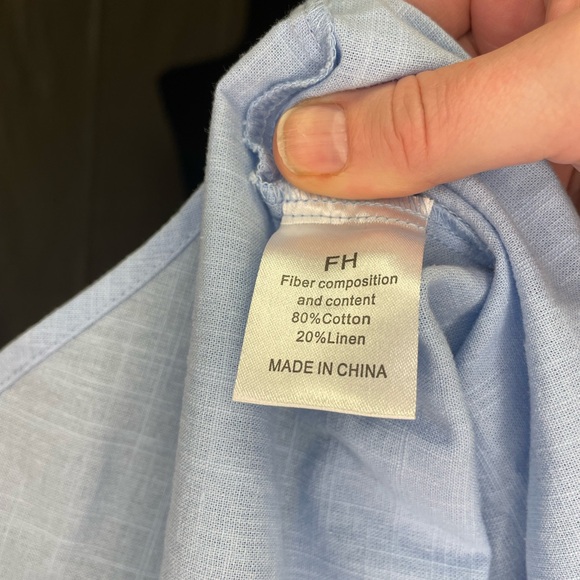 FH
Fiber composition
and content
80%Cotton
20%Linen
MADE IN CHINA